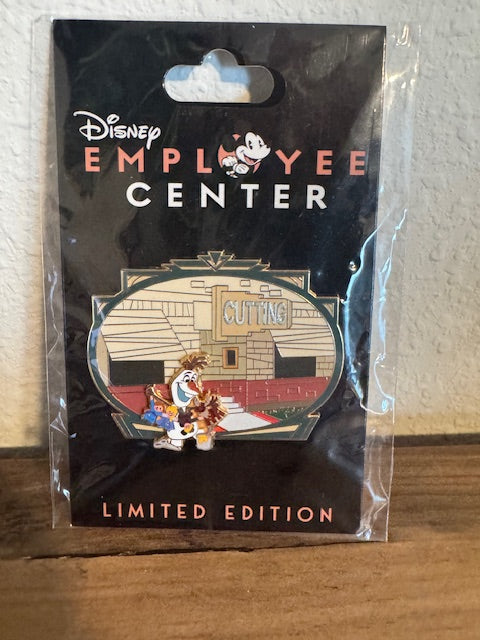 Disney
EMPLOYEE
CENTER
CUTTING
LIMITED EDITION